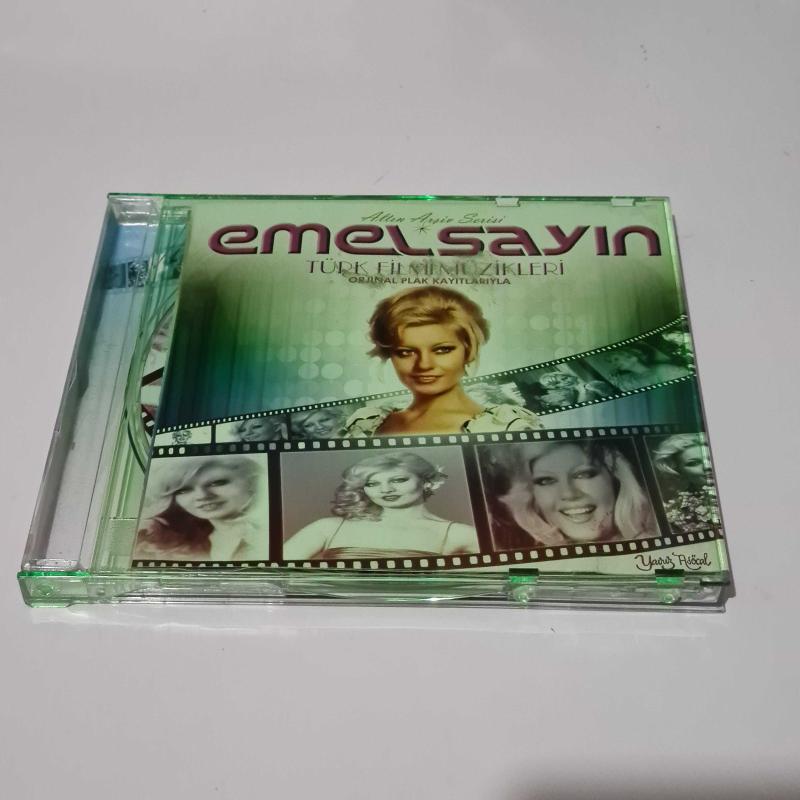 Altın Arşiv Serisi
emelsayın
TÜRK FİLMİ MÜZİKLERİ
ORJİNAL PLAK KAYITLARIYLA
Yavuz Asöcal